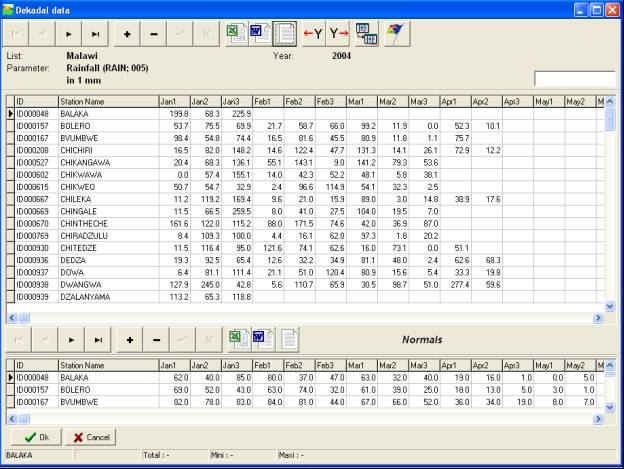 Dekadal data
List: Malawi Year: 2004
Parameter: Rainfall (RAIN; 005)
in 1 mm
ID Station Name Jan1 Jan2 Jan3 Feb1 Feb2 Feb3 Mar1 Mar2 Mar3 Apr1 Apr2 Apr3 May1 May2 M
ID000048 BALAKA 199.8 68.3 225.9
ID000157 BOLERO 53.7 75.5 69.9 21.7 58.7 66.0 99.2 11.9 0.0 52.3 10.1
ID000167 BVUMBWE 98.4 54.8 74.4 16.5 81.6 45.5 80.9 11.8 1.1 75.7
ID000208 CHICHIRI 16.5 82.0 148.2 14.6 122.4 47.7 131.3 14.1 26.1 72.9 12.2
ID000527 CHIKANGAWA 20.4 68.3 136.1 55.1 143.1 9.0 141.2 79.3 53.6
ID000602 CHIKWAWA 0.0 57.4 155.1 14.0 42.3 52.2 48.1 5.8 38.1
ID000615 CHIKWEO 50.7 54.7 32.9 2.4 96.6 114.9 54.1 32.3 2.5
ID000667 CHILEKA 11.2 119.2 169.4 9.6 21.0 15.9 89.0 3.0 14.8 38.9 17.6
ID000669 CHINGALE 11.5 66.5 259.5 8.0 41.0 27.5 104.0 19.5 7.0
ID000670 CHINTHECHE 161.6 122.0 115.2 88.0 171.5 74.6 42.0 36.9 87.0
ID000769 CHIRADZULU 8.4 109.3 100.0 4.4 16.1 62.0 97.3 1.8 20.2
ID000930 CHITEDZE 11.5 116.4 95.0 121.6 74.1 62.6 16.0 73.1 0.0 51.1
ID000936 DEDZA 19.3 92.5 65.4 12.6 32.2 34.9 81.1 48.0 2.4 62.6 68.3
ID000937 DOWA 6.4 81.1 111.4 21.1 51.0 120.4 80.9 15.6 5.4 33.3 19.8
ID000938 DWANGWA 127.9 245.0 42.8 5.6 110.7 65.9 30.5 98.7 51.0 277.4 59.6
ID000939 DZALANYAMA 113.2 65.3 118.8
Normals
ID Station Name Jan1 Jan2 Jan3 Feb1 Feb2 Feb3 Mar1 Mar2 Mar3 Apr1 Apr2 Apr3 May1 May2 M
ID000048 BALAKA 62.0 40.0 85.0 80.0 37.0 47.0 63.0 32.0 40.0 19.0 16.0 1.0 0.0 5.0
ID000157 BOLERO 69.0 52.0 43.0 63.0 74.0 32.0 61.0 39.0 25.0 18.0 13.0 5.0 3.0 1.0
ID000167 BVUMBWE 82.0 78.0 83.0 84.0 81.0 44.0 67.0 66.0 52.0 36.0 34.0 19.0 8.0 7.0
Ok Cancel
BALAKA Total : - Mini : - Maxi : -